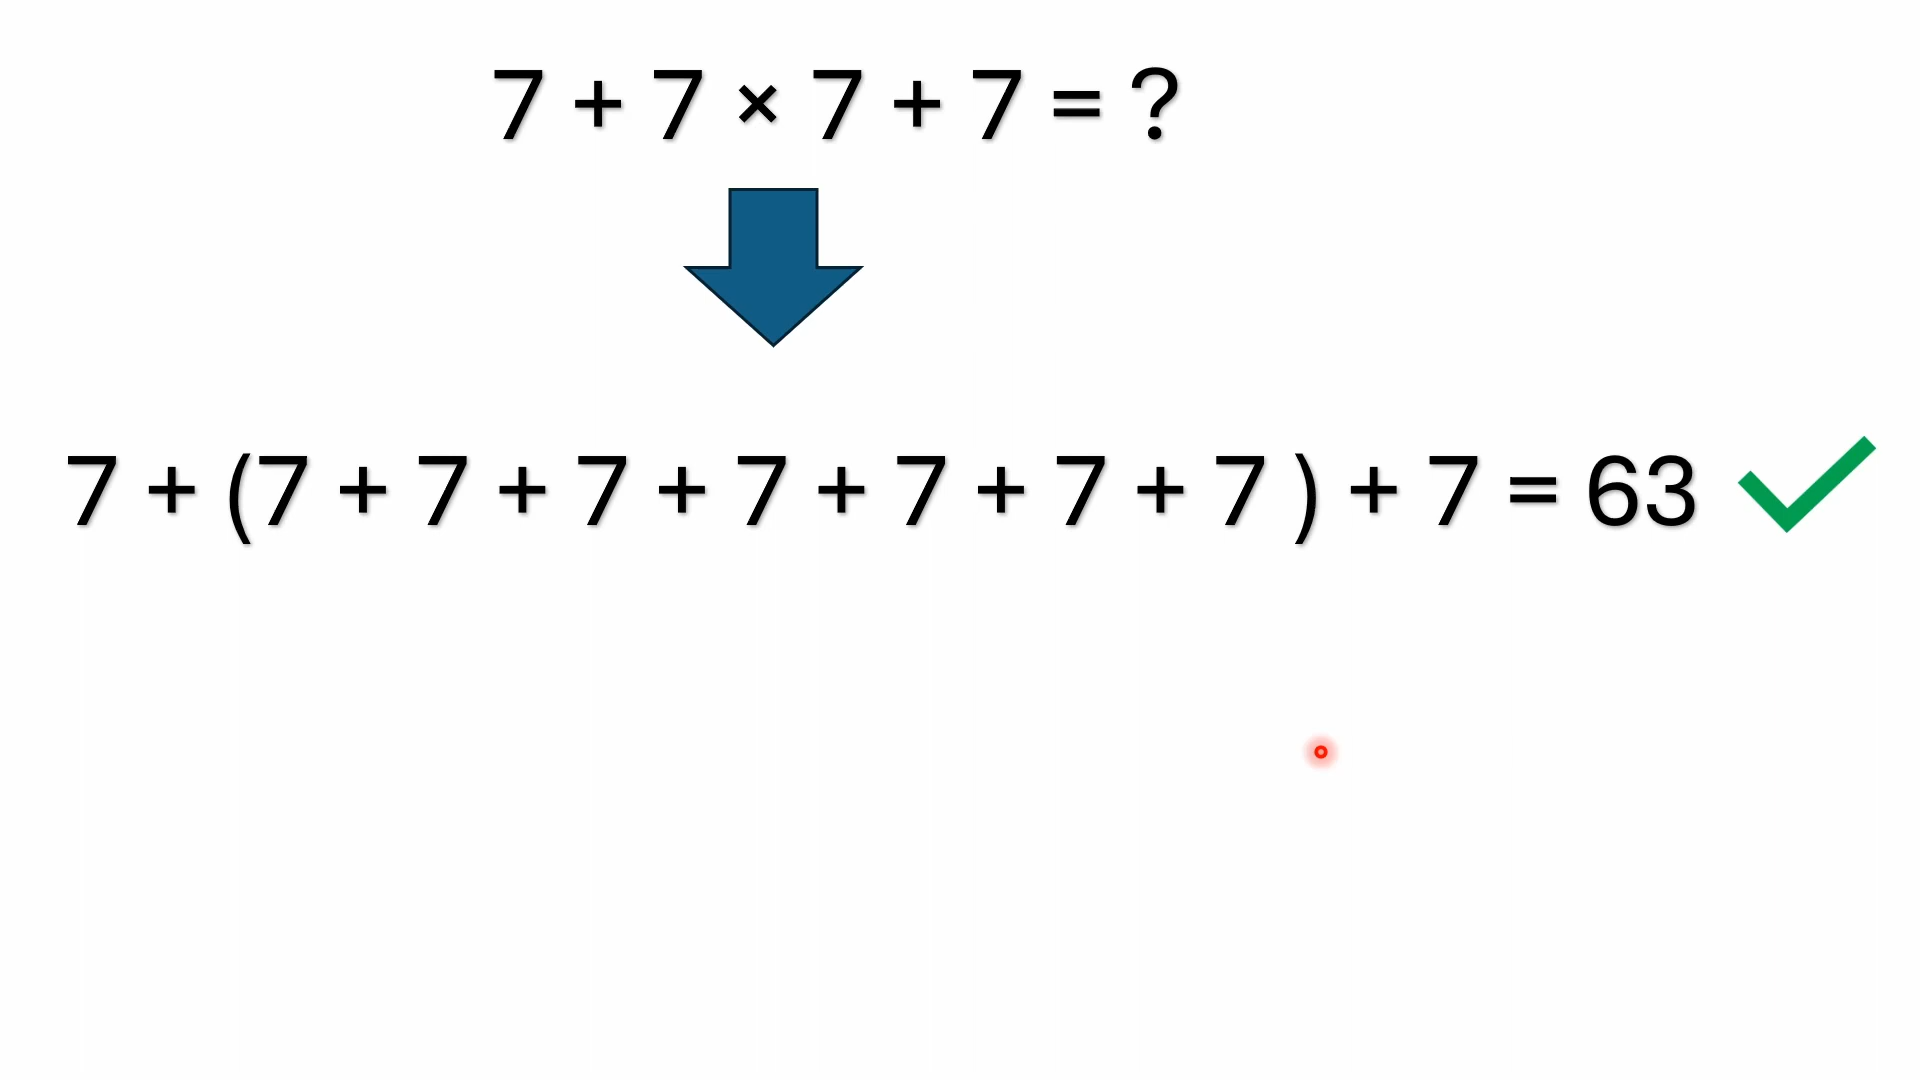 7 + 7 × 7 + 7 = ?
7 + (7 + 7 + 7 + 7 + 7 + 7 + 7 ) + 7 = 63